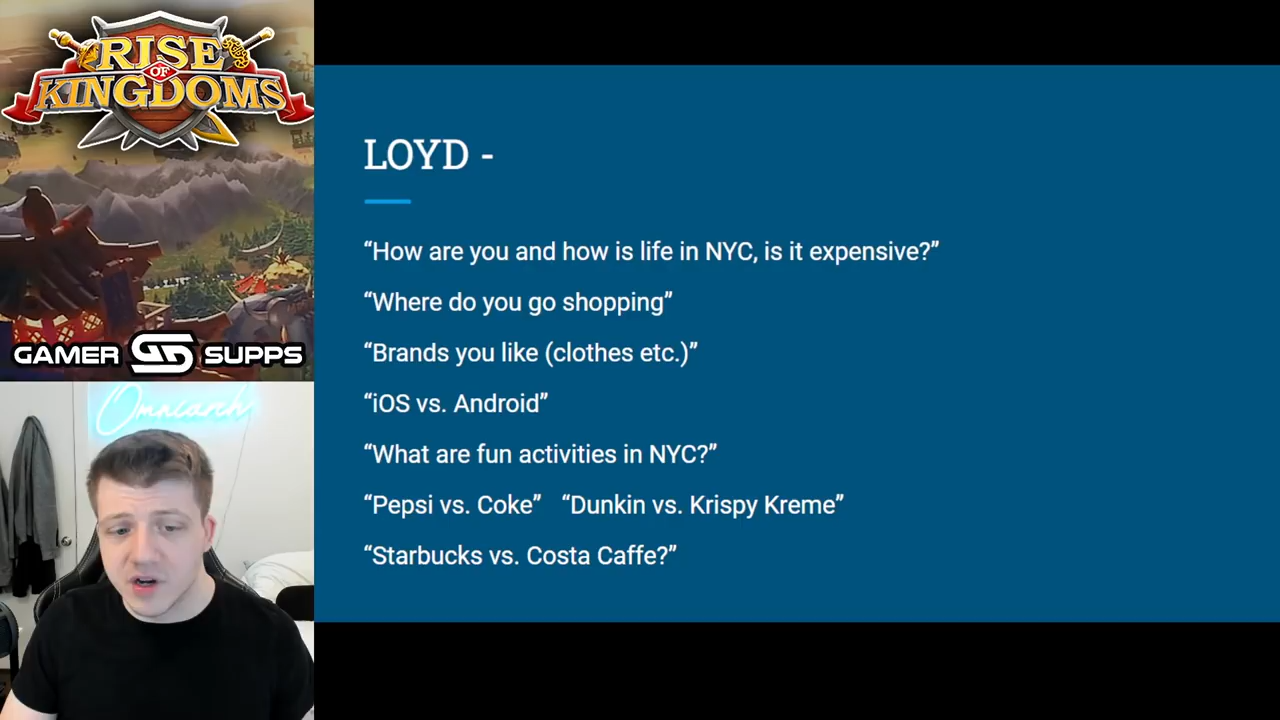 RISE
OF
KINGDOMS
GAMER SUPPS
Omniarch
LOYD -
“How are you and how is life in NYC, is it expensive?”
“Where do you go shopping”
“Brands you like (clothes etc.)”
“iOS vs. Android”
“What are fun activities in NYC?”
“Pepsi vs. Coke” “Dunkin vs. Krispy Kreme”
“Starbucks vs. Costa Caffe?”